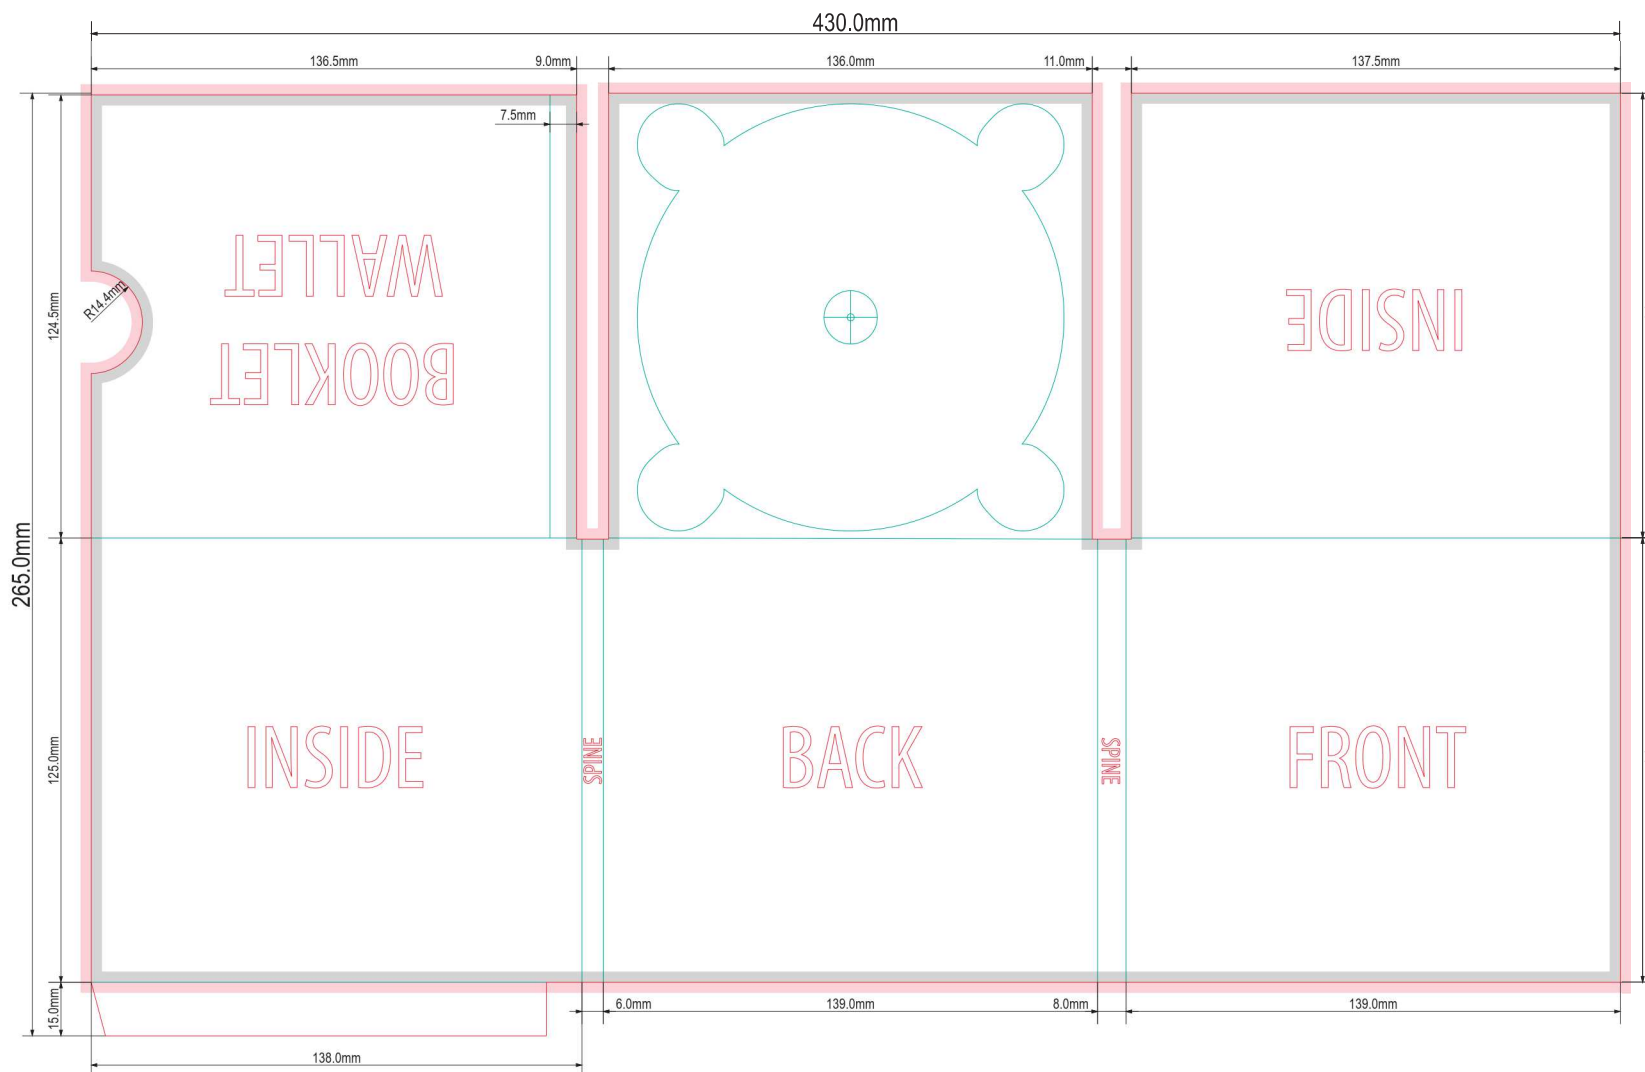 430.0mm
136.5mm
9.0mm
136.0mm
11.0mm
137.5mm
7.5mm
R14.4mm
124.5mm
BOOKLET
WALLET
INSIDE
265.0mm
125.0mm
INSIDE
SPINE
BACK
SPINE
FRONT
15.0mm
6.0mm
139.0mm
8.0mm
139.0mm
138.0mm